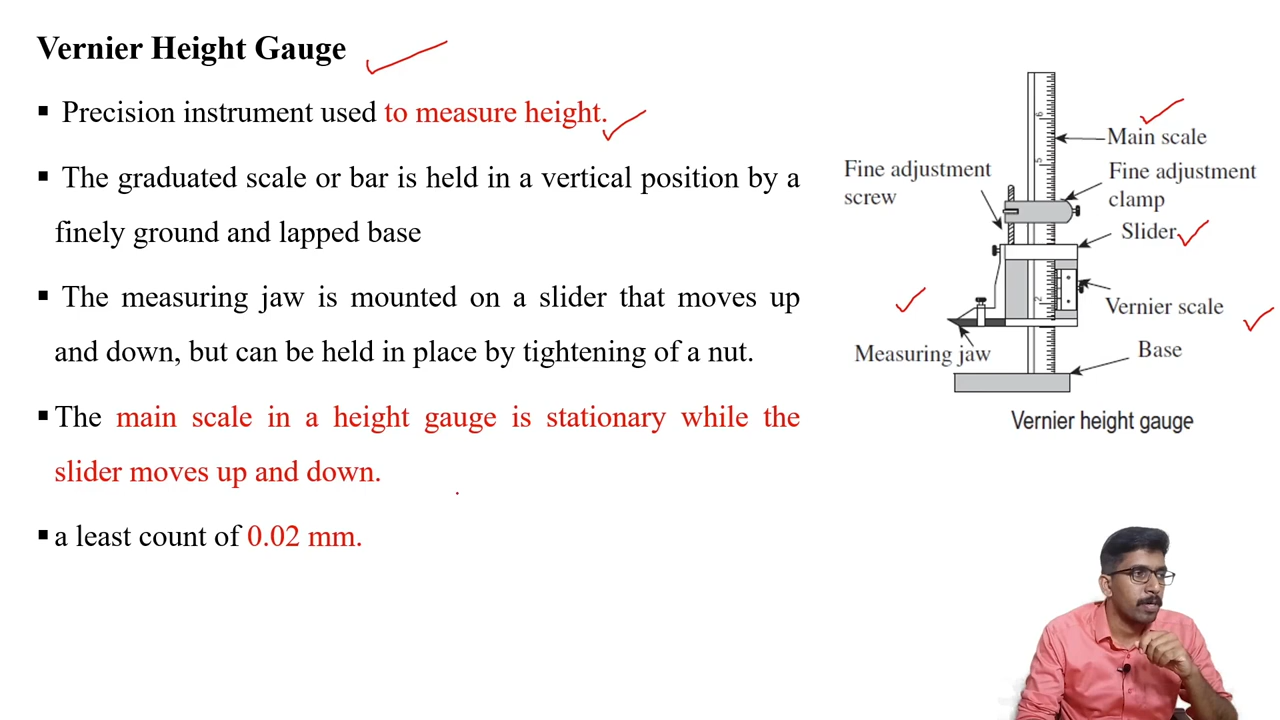 Vernier Height Gauge
▪ Precision instrument used to measure height.
▪ The graduated scale or bar is held in a vertical position by a
finely ground and lapped base
▪ The measuring jaw is mounted on a slider that moves up
and down, but can be held in place by tightening of a nut.
▪ The main scale in a height gauge is stationary while the
slider moves up and down.
▪ a least count of 0.02 mm.
6
Main scale
5
Fine adjustment
screw
Fine adjustment
clamp
Slider
2
Vernier scale
Measuring jaw
Base
Vernier height gauge